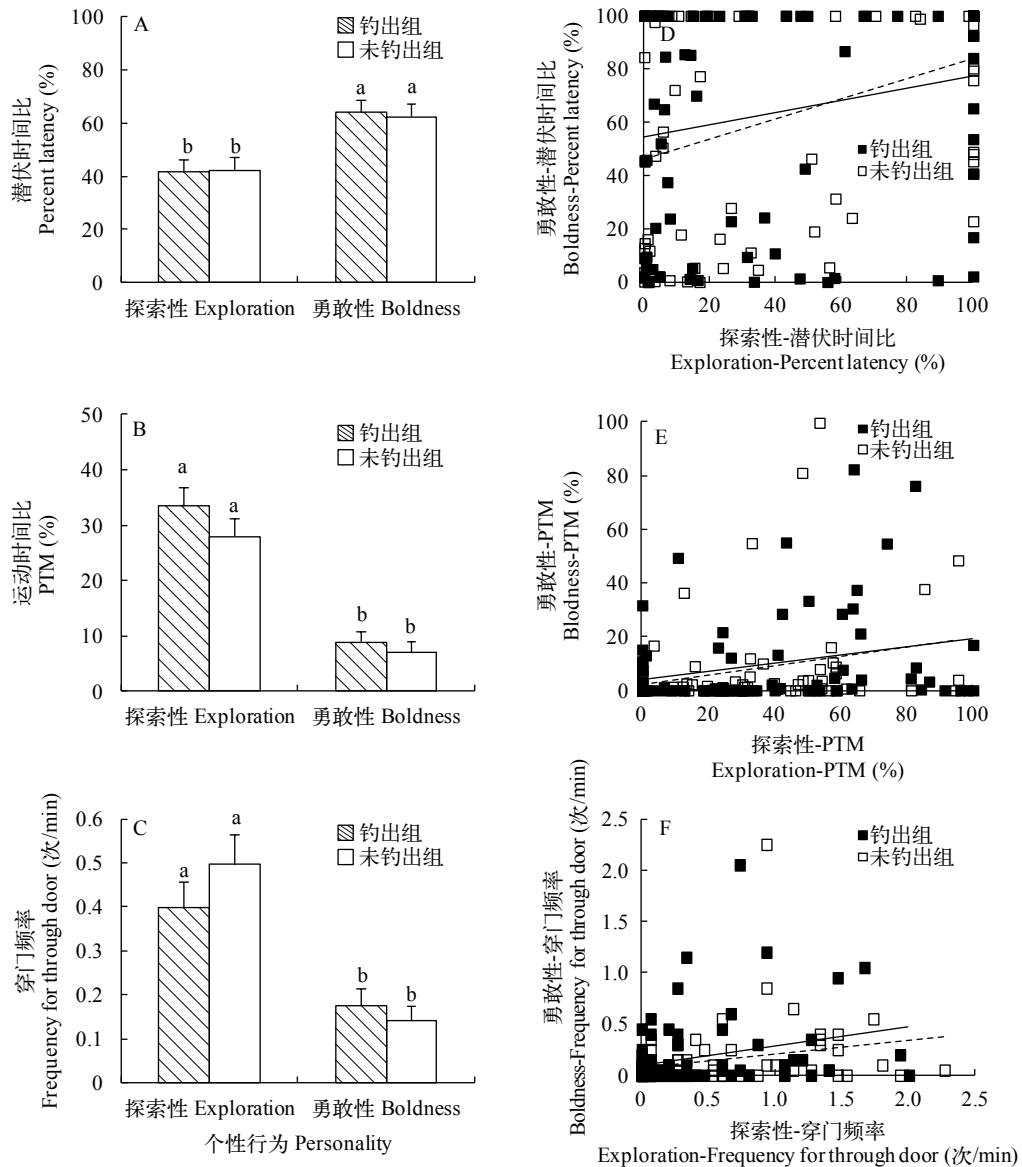 A
潜伏时间比
Percent latency (%)
100
80
60
40
20
0
b
b
a
a
钓出组
未钓出组
探索性 Exploration
勇敢性 Boldness
D
勇敢性-潜伏时间比
Boldness-Percent latency (%)
100
80
60
40
20
0
钓出组
未钓出组
0 20 40 60 80 100
探索性-潜伏时间比
Exploration-Percent latency (%)
B
运动时间比
PTM (%)
50
40
30
20
10
0
a
a
b
b
钓出组
未钓出组
探索性 Exploration
勇敢性 Boldness
E
勇敢性-PTM
Blodness-PTM (%)
100
80
60
40
20
0
钓出组
未钓出组
0 20 40 60 80 100
探索性-PTM
Exploration-PTM (%)
C
穿门频率
Frequency for through door (次/min)
0.6
0.5
0.4
0.3
0.2
0.1
0
a
a
b
b
钓出组
未钓出组
探索性 Exploration
勇敢性 Boldness
个性行为 Personality
F
勇敢性-穿门频率
Boldness-Frequency for through door (次/min)
2.5
2.0
1.5
1.0
0.5
0
钓出组
未钓出组
0 0.5 1.0 1.5 2.0 2.5
探索性-穿门频率
Exploration-Frequency for through door (次/min)